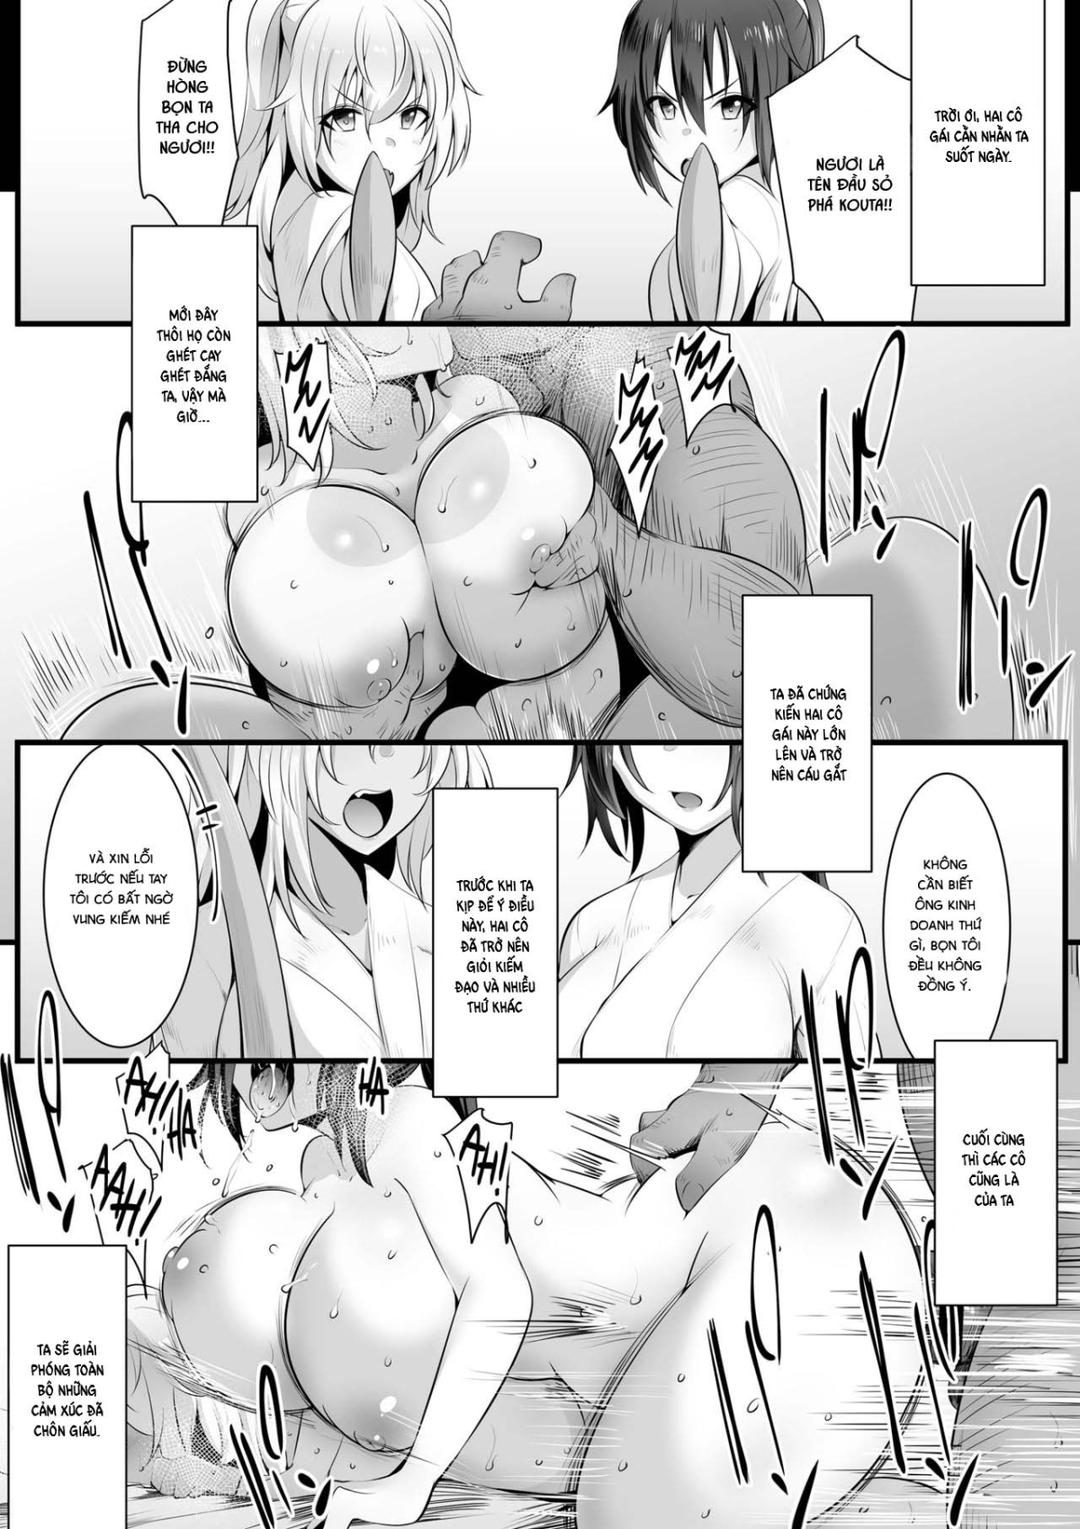 TRỜI ƠI, HAI CÔ
GÁI CẰN NHẰN TA
SUỐT NGÀY.
NGƯƠI LÀ
TÊN ĐẦU SỎ
PHÁ KOUTA!!
ĐỪNG
HÒNG
BỌN TA
THA CHO
NGƯƠI!!
MỚI ĐÂY
THÔI HỌ CÒN
GHÉT CAY
GHÉT ĐẮNG
TA, VẬY MÀ
GIỜ...
TA ĐÃ CHỨNG
KIẾN HAI CÔ
GÁI NÀY LỚN
LÊN VÀ TRỞ
NÊN CÁU GẮT
KHÔNG
CẦN BIẾT
ÔNG KINH
DOANH THỨ
GÌ, BỌN TÔI
ĐỀU KHÔNG
ĐỒNG Ý.
TRƯỚC KHI TA
KỊP ĐỂ Ý ĐIỀU
NÀY, HAI CÔ
ĐÃ TRỞ NÊN
GIỎI KIẾM
ĐẠO VÀ NHIỀU
THỨ KHÁC
VÀ XIN LỖI
TRƯỚC NẾU TAY
TÔI CÓ BẤT NGỜ
VUNG KIẾM NHÉ
CUỐI CÙNG
THÌ CÁC CÔ
CŨNG LÀ
CỦA TA
HA
AH!
AH!
HA
AAH!
TA SẼ GIẢI
PHÓNG TOÀN
BỘ NHỮNG
CẢM XÚC ĐÃ
CHÔN GIẤU.